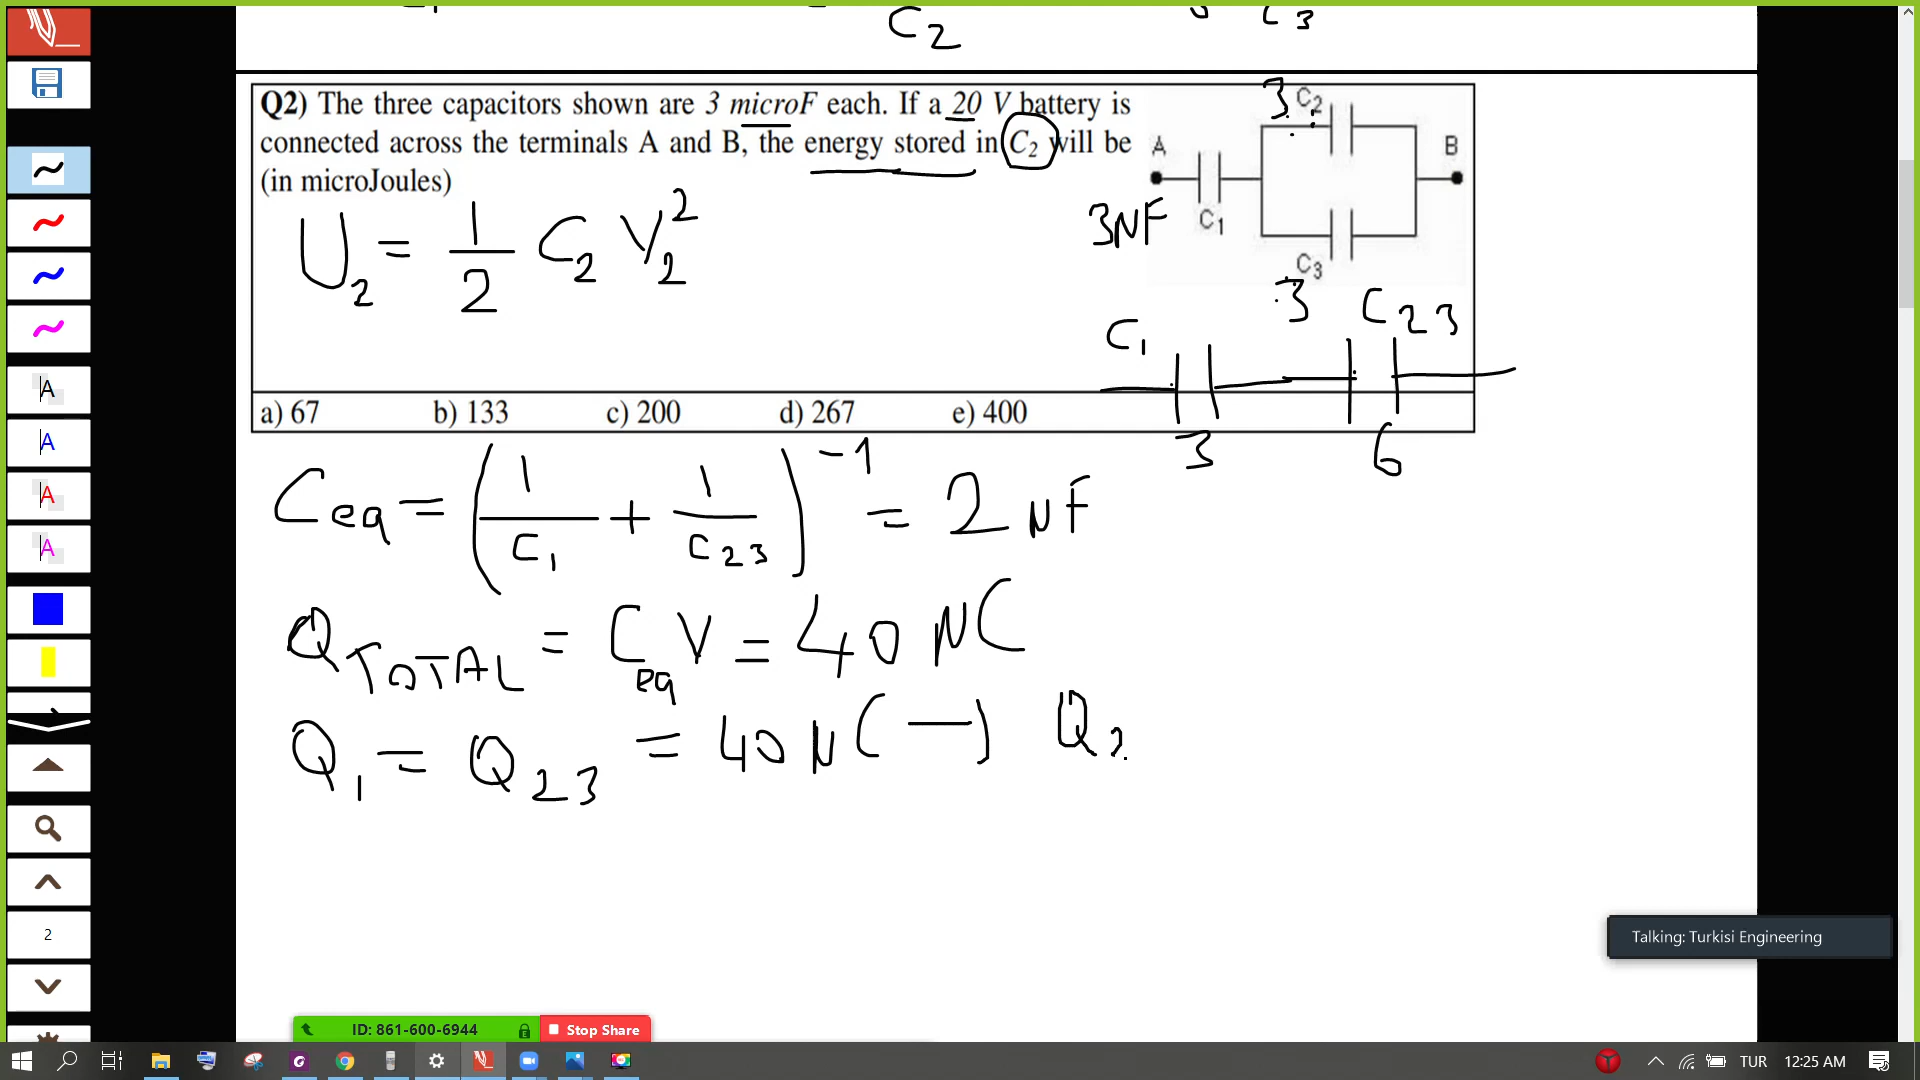 C2
C3
Q2) The three capacitors shown are 3 microF each. If a 20 V battery is
connected across the terminals A and B, the energy stored in C2 will be
(in microJoules)
3 C2
A
B
C1
3μF
C3
3
U2 = 1/2 C2 V2^2
C1
C23
3
6
a) 67 b) 133 c) 200 d) 267 e) 400
Ceq = (1/C1 + 1/C23)^-1 = 2 μF
QTOTAL = Ceq V = 40 μC
Q1 = Q23 = 40 μC → Q2
A
A
A
A
2
Talking: Turkisi Engineering
ID: 861-600-6944 Stop Share
TUR 12:25 AM